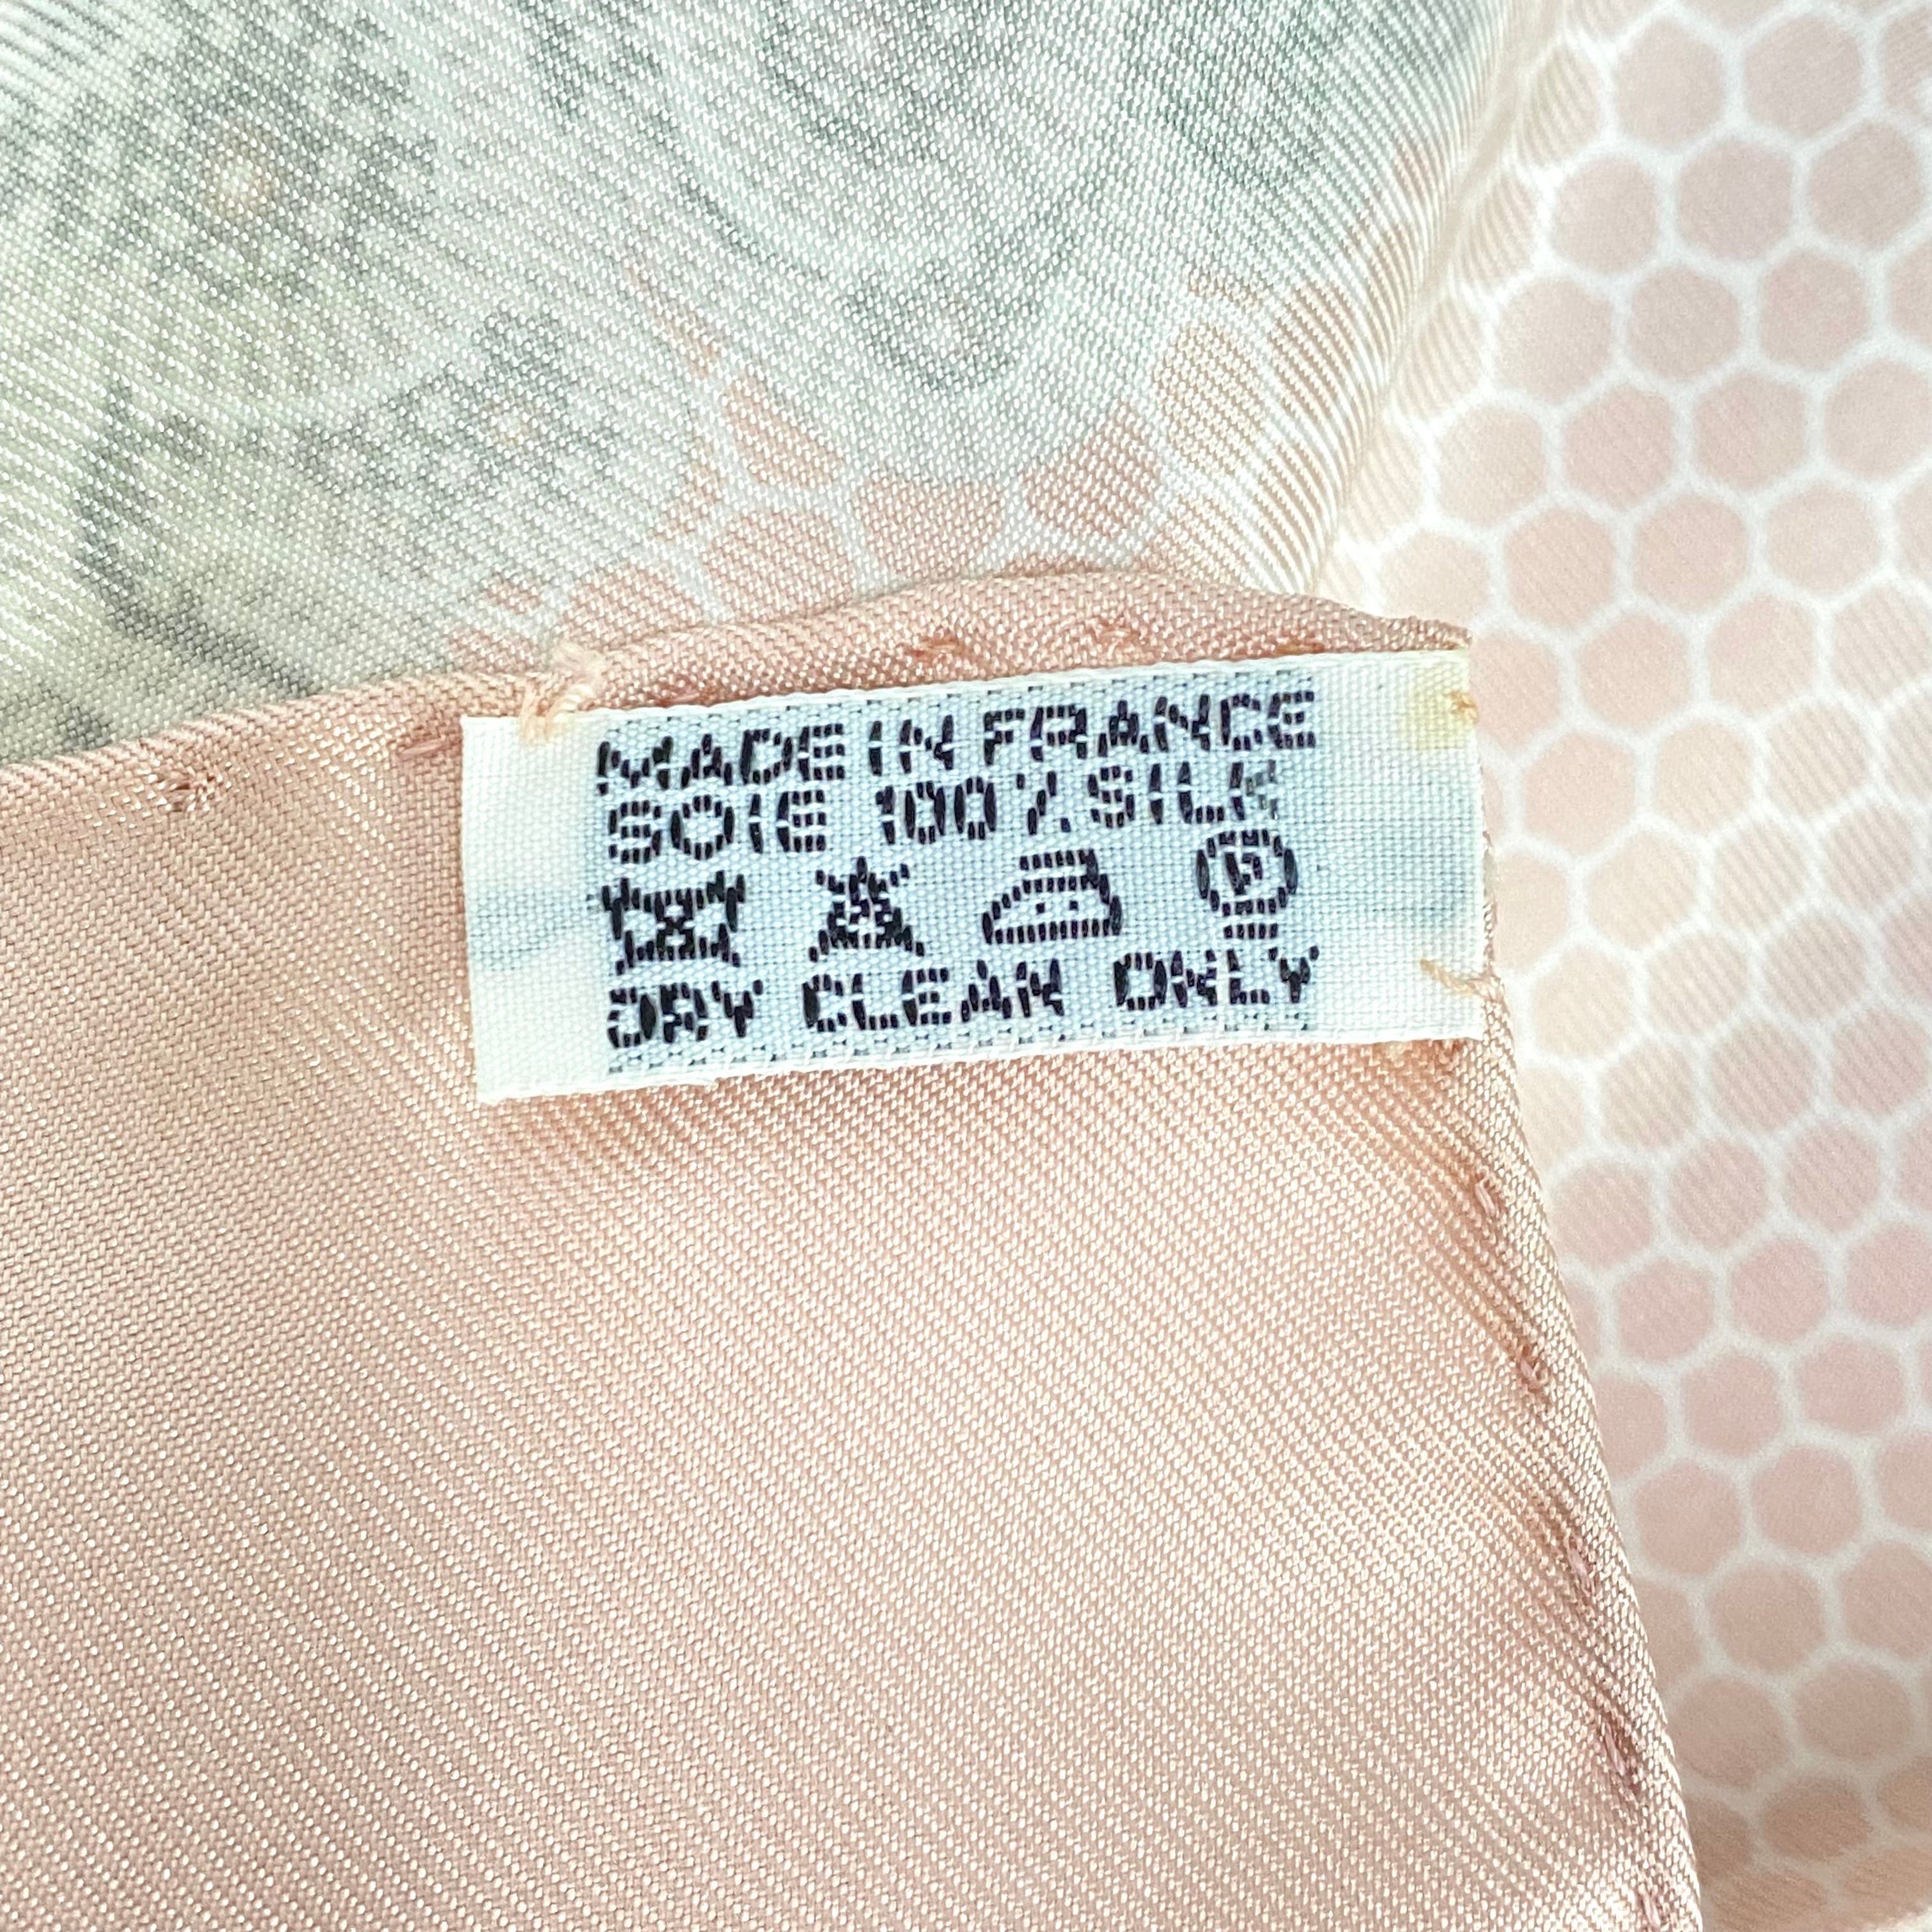 MADE IN FRANCE
SOIE 100% SILK
P
DRY CLEAN ONLY